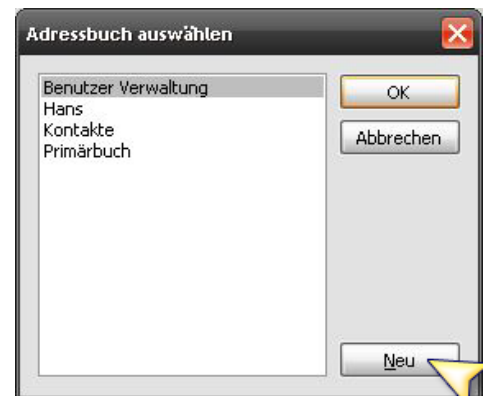 Adressbuch auswählen
Benutzer Verwaltung
Hans
Kontakte
Primärbuch
OK
Abbrechen
Neu